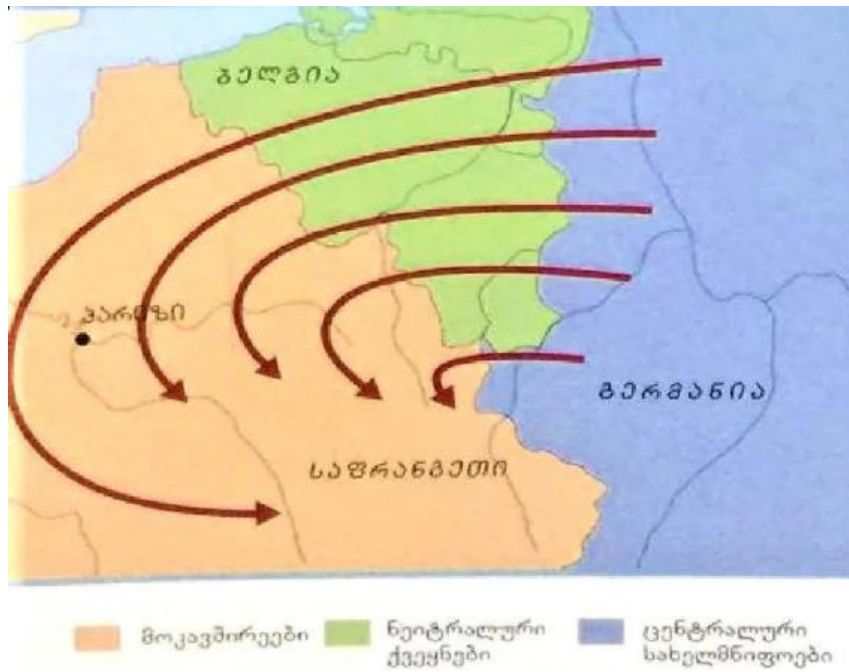 ბელგია
პარიზი
გერმანია
საფრანგეთი
მოკავშირეები
ნეიტრალური
ქვეყნები
ცენტრალური
სახელმწიფოები